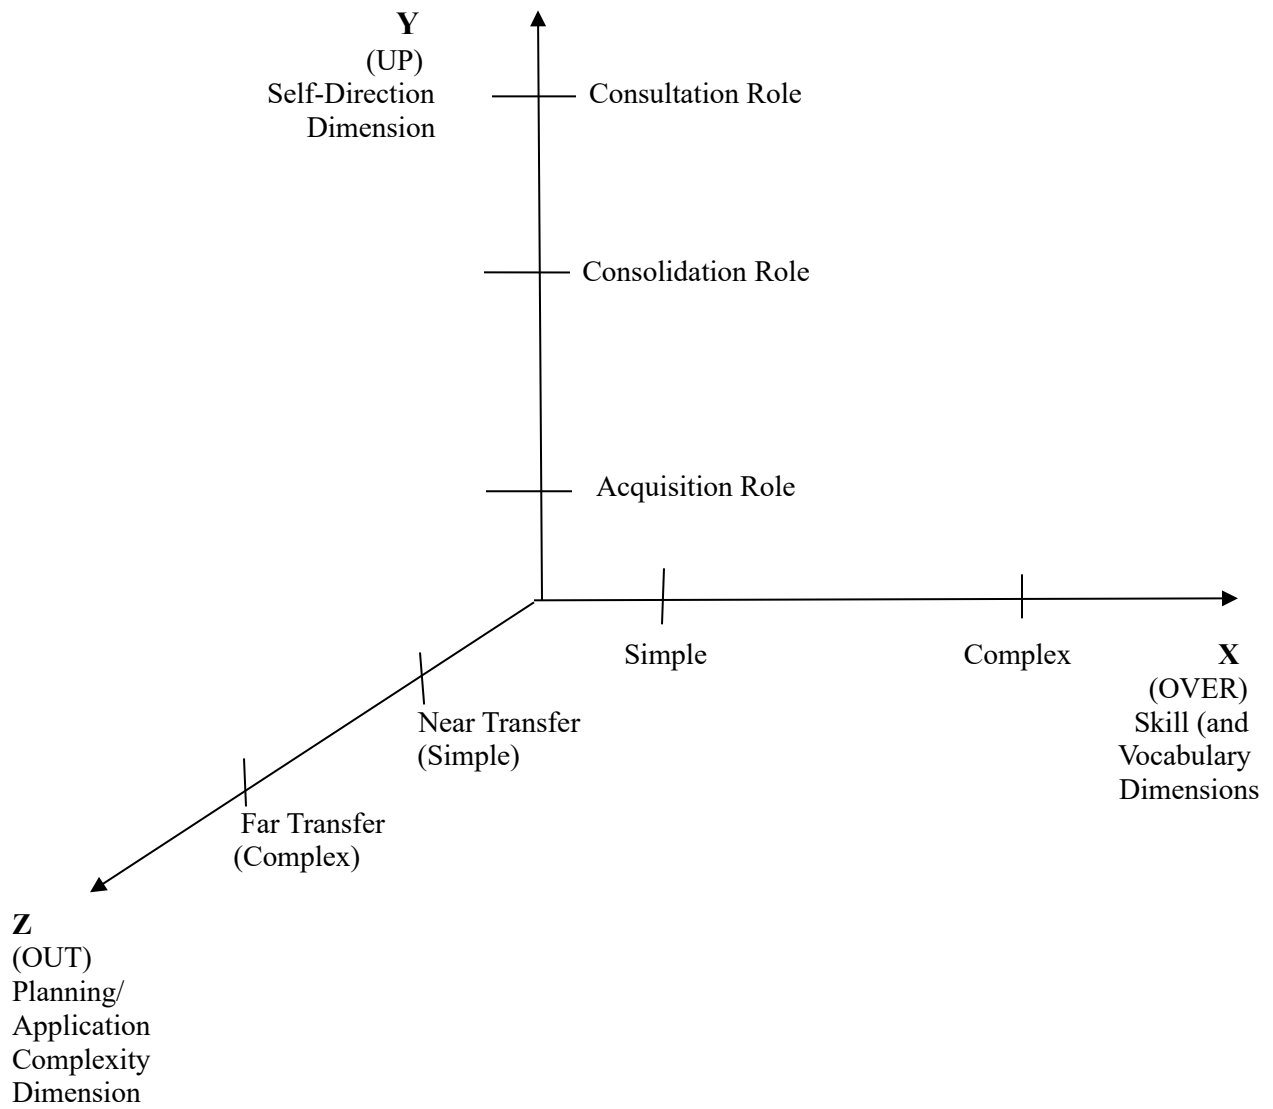 Y
(UP)
Self-Direction
Dimension
Consultation Role
Consolidation Role
Acquisition Role
Simple
Complex
X
(OVER)
Skill (and
Vocabulary
Dimensions
Near Transfer
(Simple)
Far Transfer
(Complex)
Z
(OUT)
Planning/
Application
Complexity
Dimension